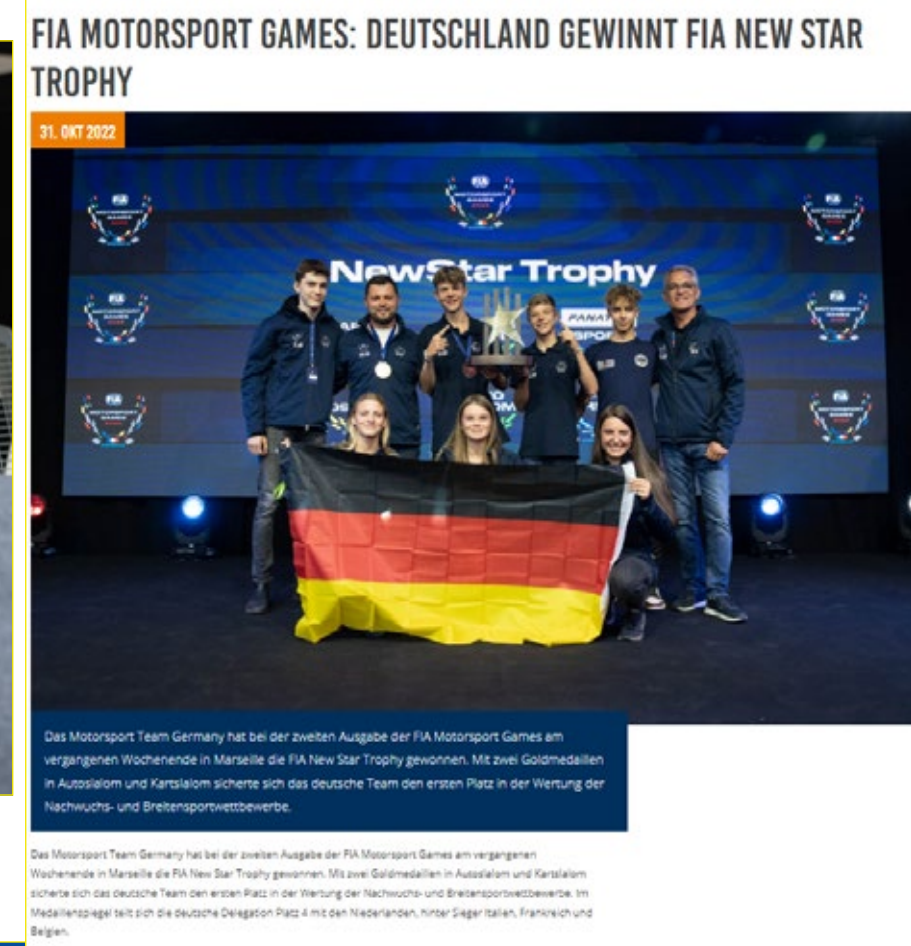 FIA MOTORSPORT GAMES: DEUTSCHLAND GEWINNT FIA NEW STAR
TROPHY
31. OKT 2022
NewStar Trophy
Das Motorsport Team Germany hat bei der zweiten Ausgabe der FIA Motorsport Games am
vergangenen Wochenende in Marseille die FIA New Star Trophy gewonnen. Mit zwei Goldmedaillen
in Autoslalom und Kartslalom sicherte sich das deutsche Team den ersten Platz in der Wertung der
Nachwuchs- und Breitensportwettbewerbe.
Das Motorsport Team Germany hat bei der zweiten Ausgabe der FIA Motorsport Games am vergangenen
Wochenende in Marseille die FIA New Star Trophy gewonnen. Mit zwei Goldmedaillen in Autoslalom und Kartslalom
sicherte sich das deutsche Team den ersten Platz in der Wertung der Nachwuchs- und Breitensportwettbewerbe. Im
Medaillenspiegel teilt sich die deutsche Delegation Platz 4 mit den Niederlanden, hinter Sieger Italien, Frankreich und
Belgien.